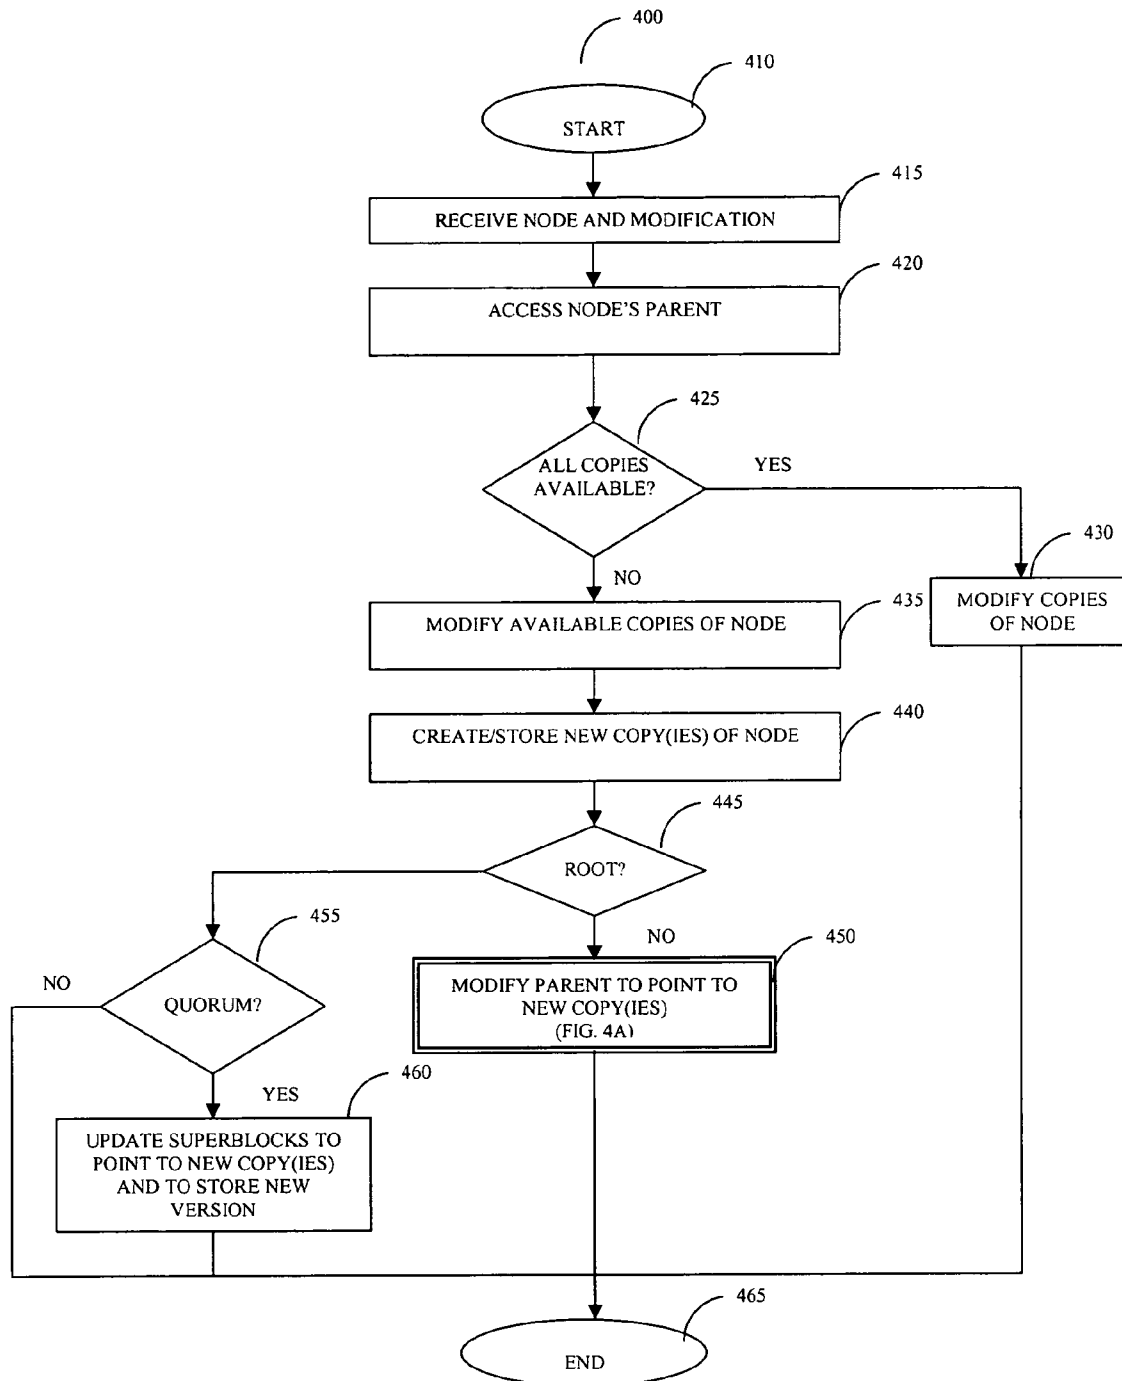 400
410
START
415
RECEIVE NODE AND MODIFICATION
420
ACCESS NODE'S PARENT
425
ALL COPIES
AVAILABLE?
YES
430
NO
MODIFY COPIES
OF NODE
435
MODIFY AVAILABLE COPIES OF NODE
440
CREATE/STORE NEW COPY(IES) OF NODE
445
ROOT?
455
NO
450
NO
QUORUM?
MODIFY PARENT TO POINT TO
NEW COPY(IES)
(FIG. 4A)
460
YES
UPDATE SUPERBLOCKS TO
POINT TO NEW COPY(IES)
AND TO STORE NEW
VERSION
465
END